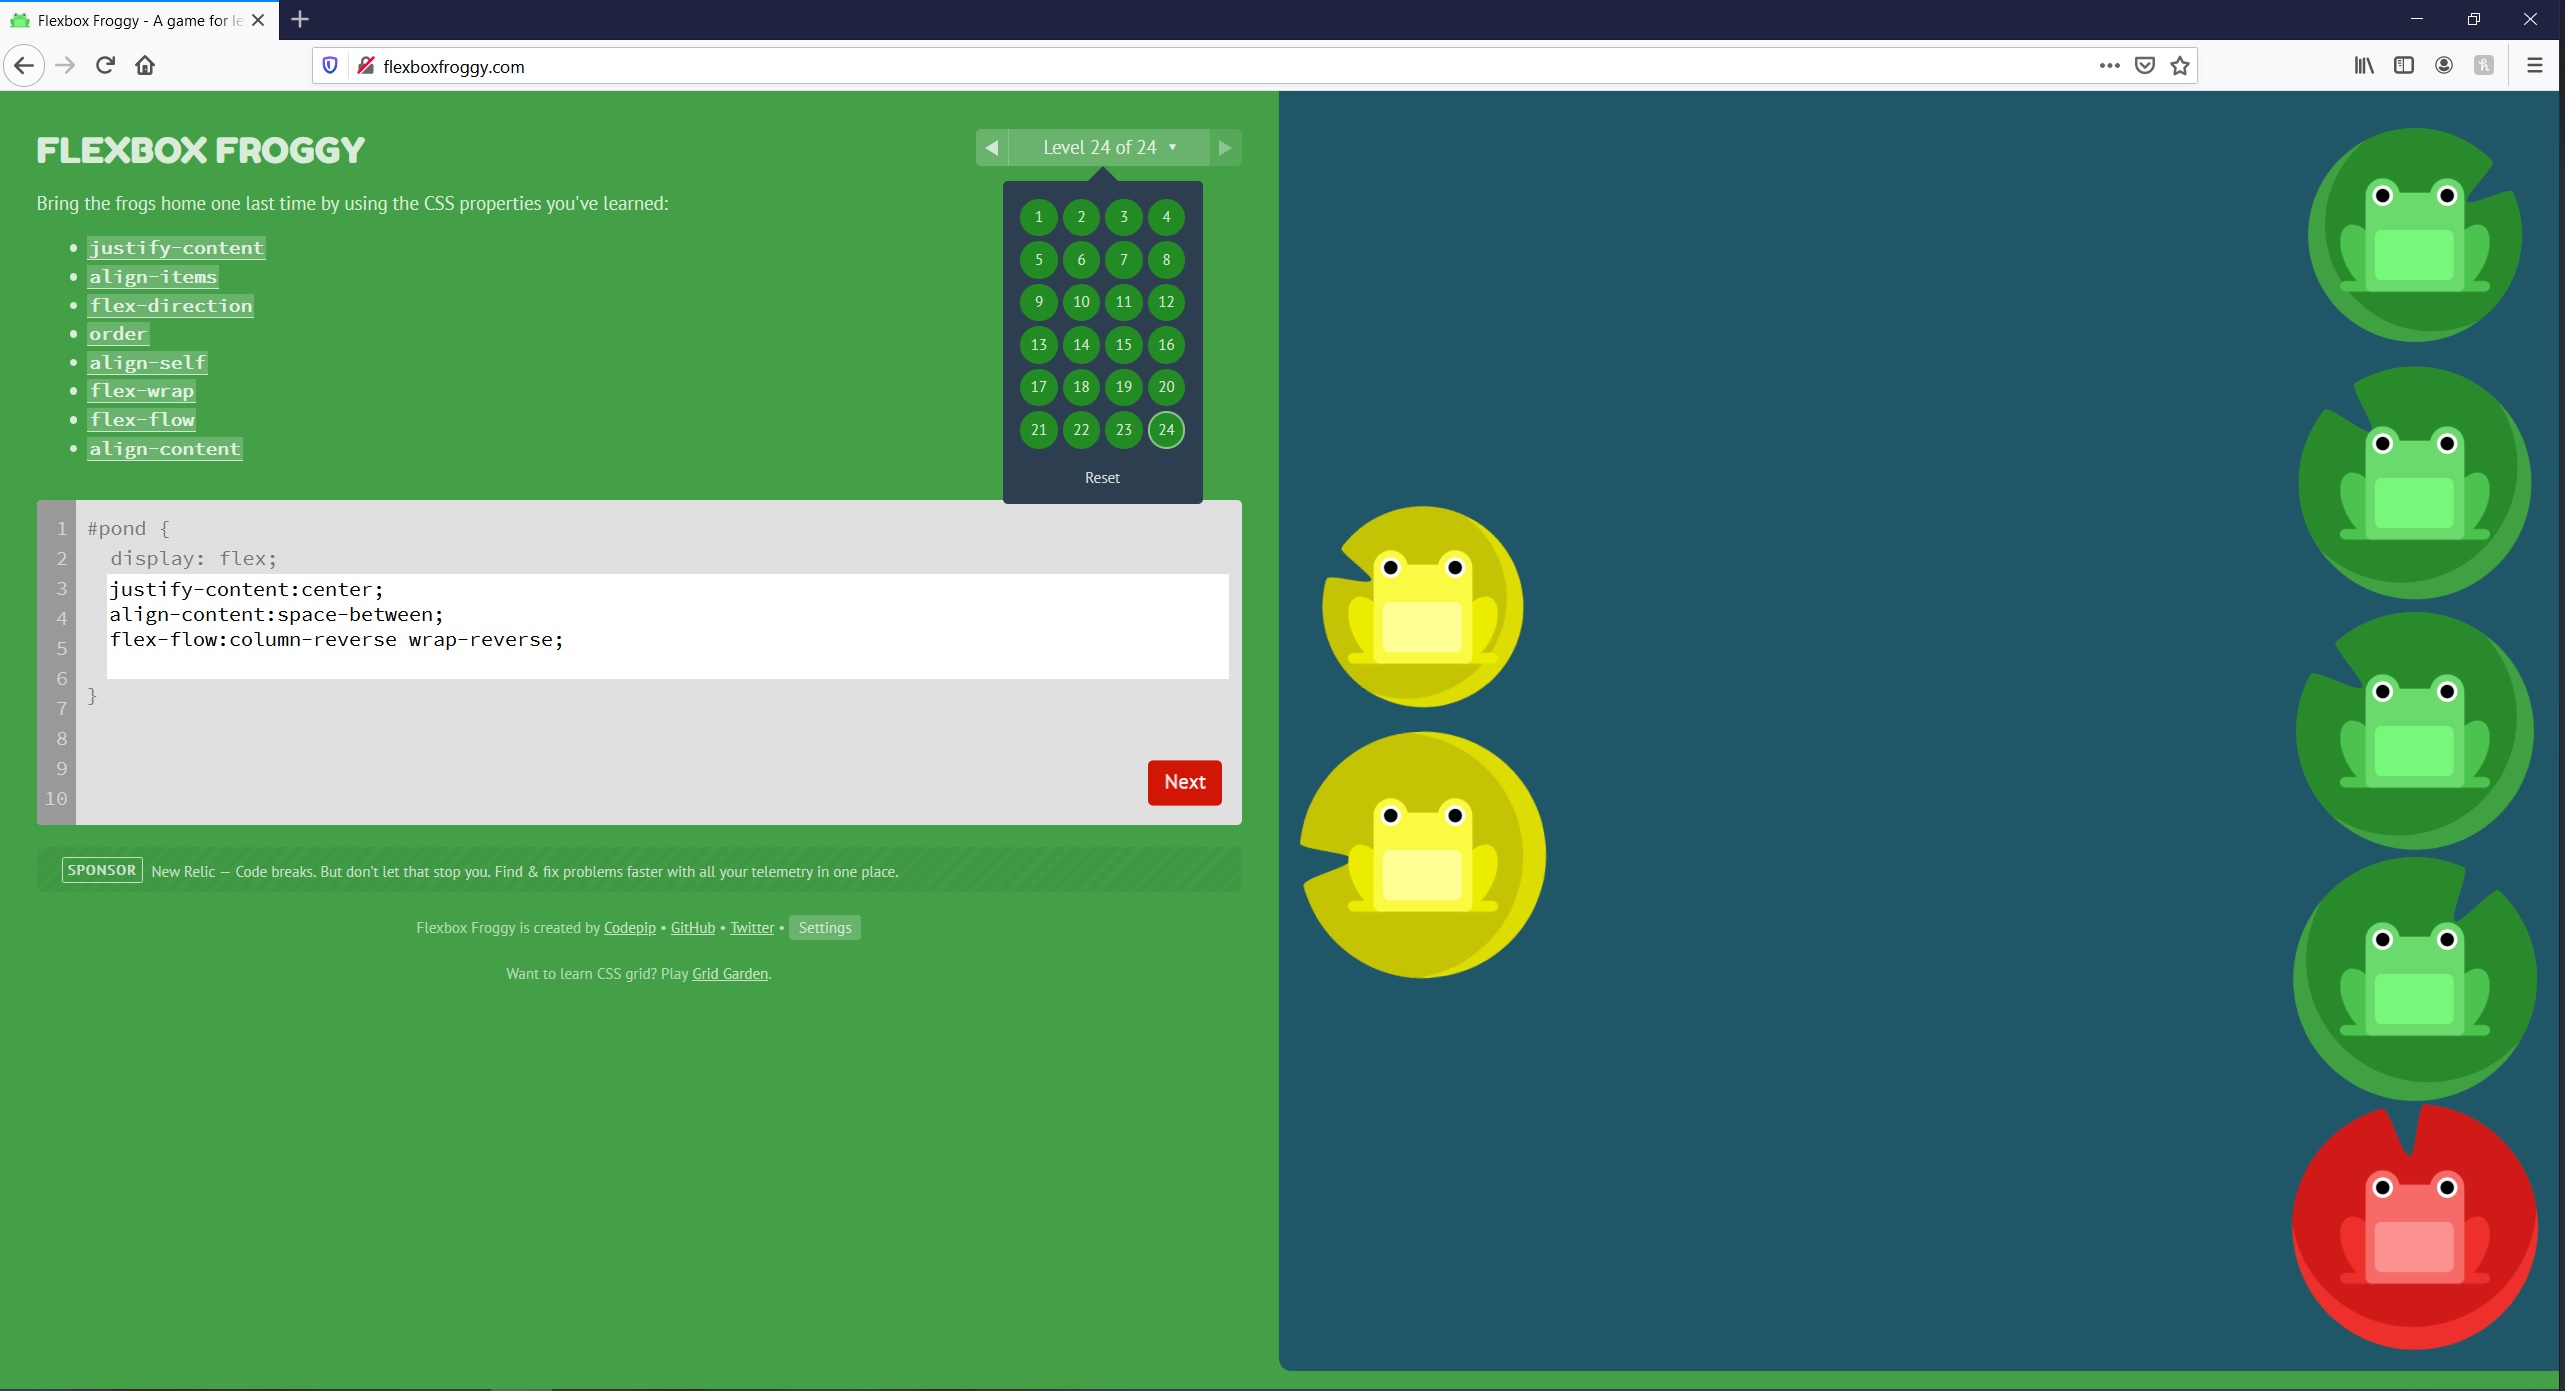 Flexbox Froggy - A game for le
flexboxfroggy.com
FLEXBOX FROGGY
Level 24 of 24
Bring the frogs home one last time by using the CSS properties you've learned:
justify-content
align-items
flex-direction
order
align-self
flex-wrap
flex-flow
align-content
1 2 3 4
5 6 7 8
9 10 11 12
13 14 15 16
17 18 19 20
21 22 23 24
Reset
1 #pond {
2 display: flex;
3 justify-content:center;
4 align-content:space-between;
5 flex-flow:column-reverse wrap-reverse;
6
7 }
8
9
10
Next
SPONSOR New Relic — Code breaks. But don't let that stop you. Find & fix problems faster with all your telemetry in one place.
Flexbox Froggy is created by Codepip • GitHub • Twitter • Settings
Want to learn CSS grid? Play Grid Garden.